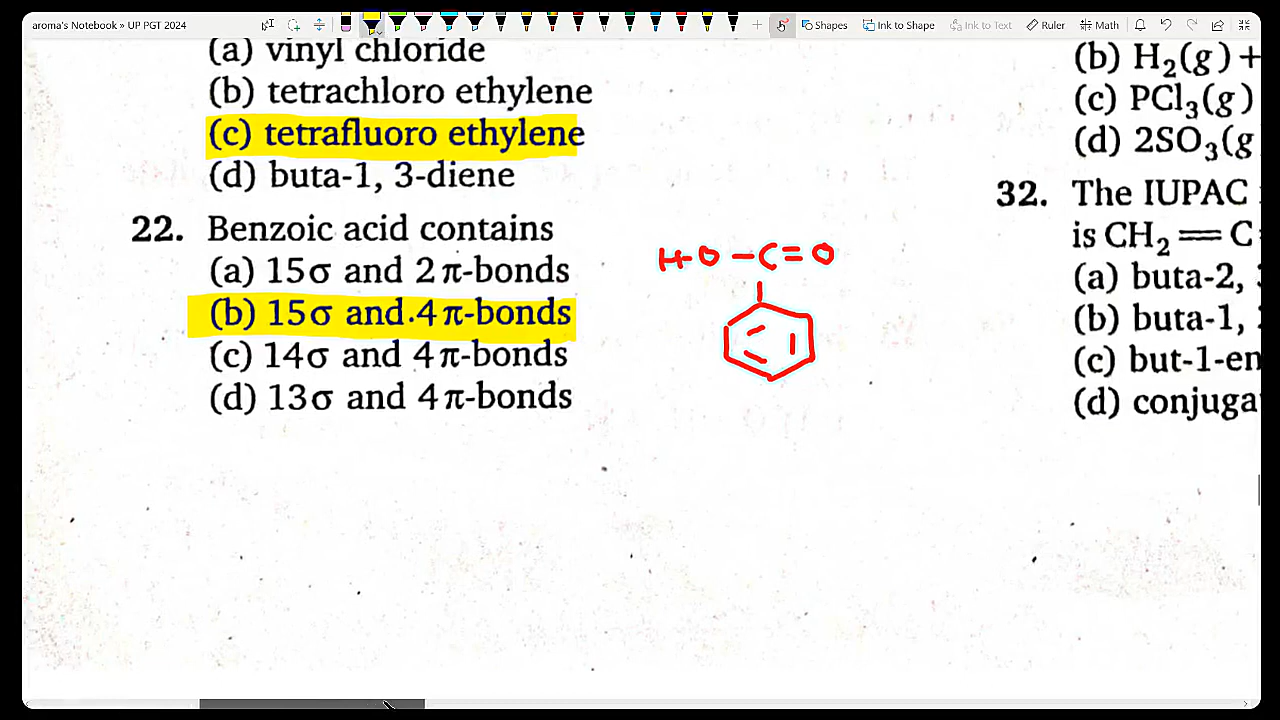 aroma's Notebook » UP PGT 2024
Shapes
Ink to Shape
Ink to Text
Ruler
Math
(a) vinyl chloride
(b) tetrachloro ethylene
(c) tetrafluoro ethylene
(d) buta-1, 3-diene
22. Benzoic acid contains
(a) 15σ and 2π-bonds
(b) 15σ and 4π-bonds
(c) 14σ and 4π-bonds
(d) 13σ and 4π-bonds
HO–C=O
(b) H₂(g) +
(c) PCl₃(g)
(d) 2SO₃(g
32. The IUPAC
is CH₂=C
(a) buta-2,
(b) buta-1,
(c) but-1-en
(d) conjuga